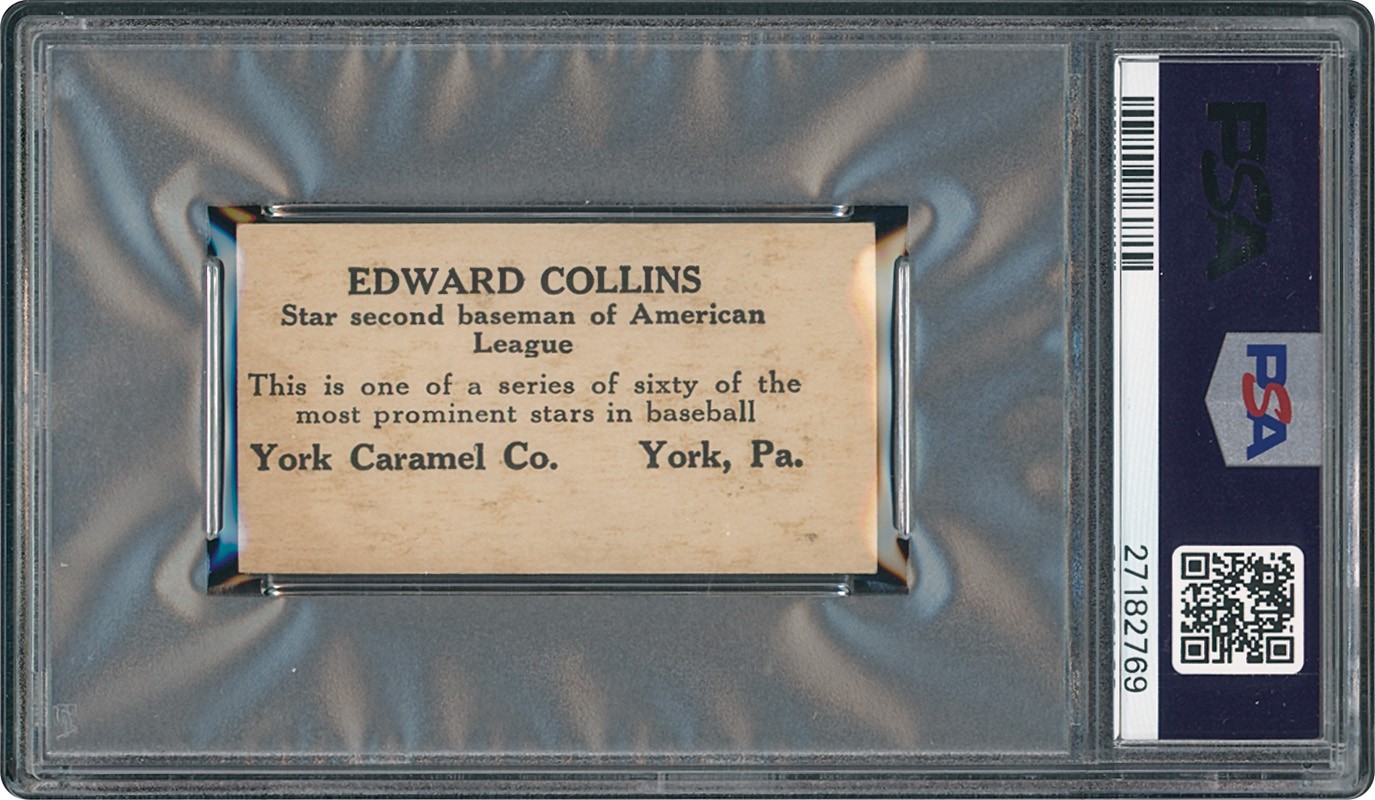 EDWARD COLLINS
Star second baseman of American
League
This is one of a series of sixty of the
most prominent stars in baseball
York Caramel Co. York, Pa.
PSA
PSA
27182769